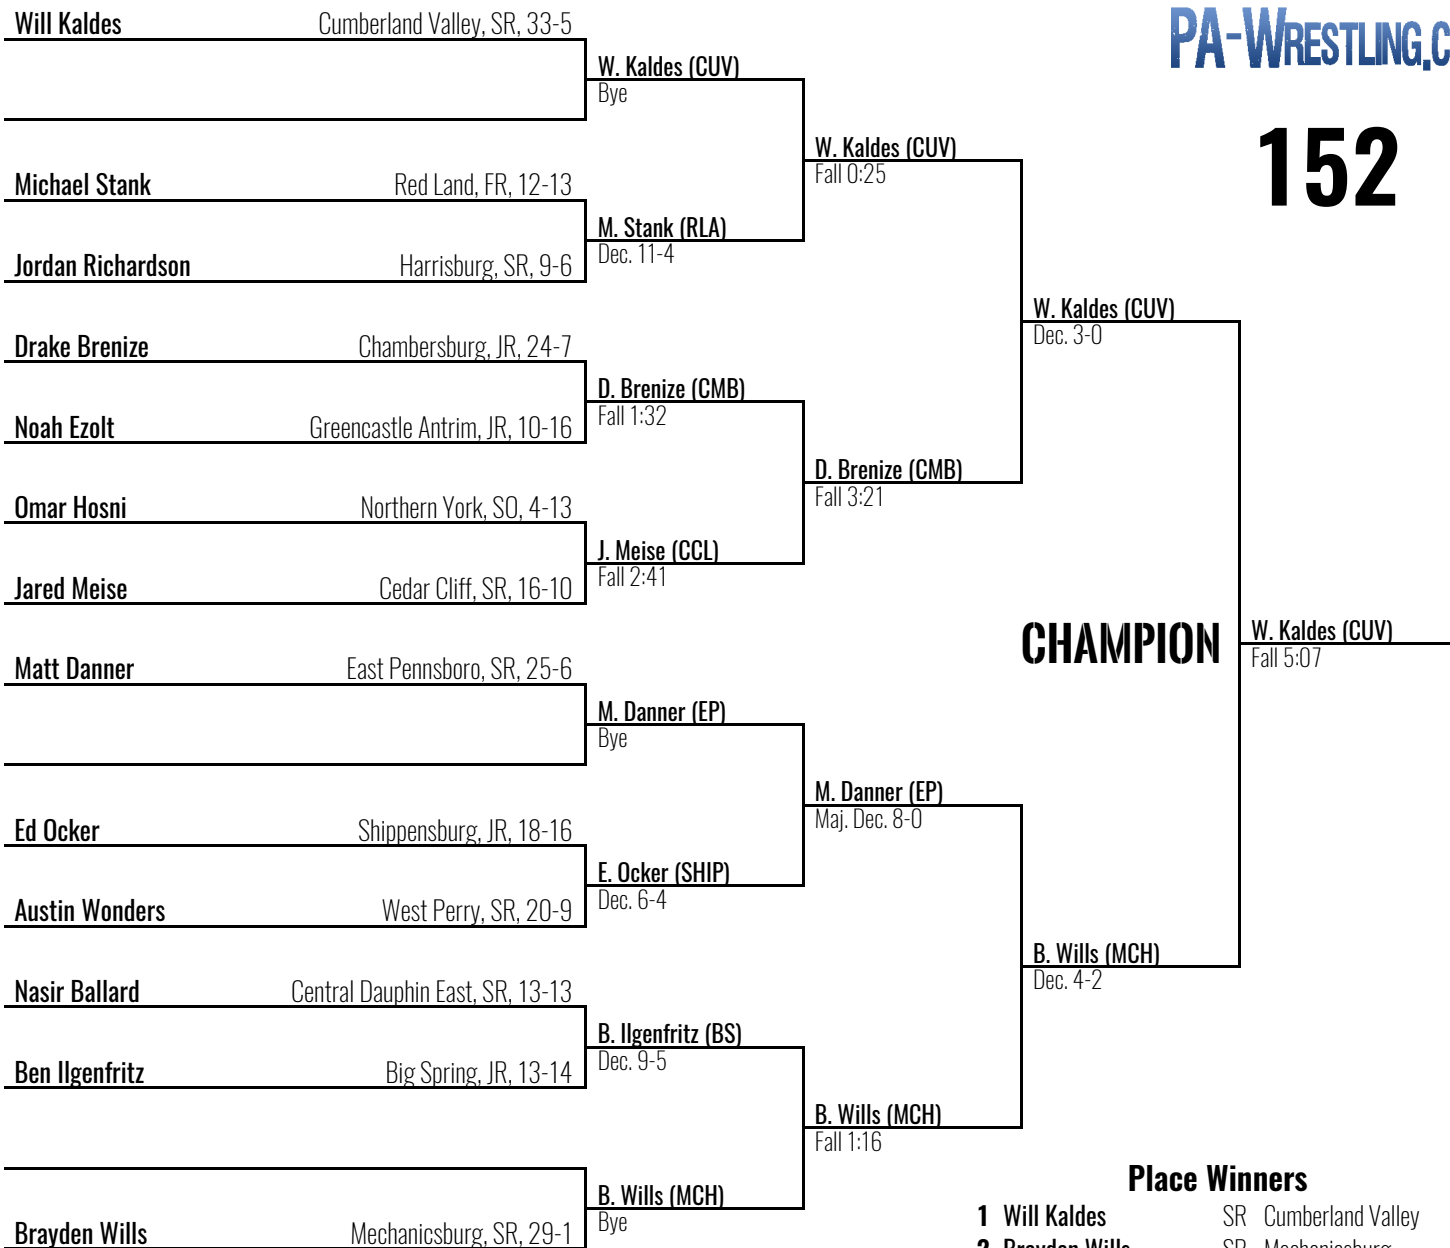 Will Kaldes Cumberland Valley, SR, 33-5
PA-WRESTLING.C
W. Kaldes (CUV)
Bye
152
W. Kaldes (CUV)
Fall 0:25
Michael Stank Red Land, FR, 12-13
M. Stank (RLA)
Dec. 11-4
Jordan Richardson Harrisburg, SR, 9-6
W. Kaldes (CUV)
Dec. 3-0
Drake Brenize Chambersburg, JR, 24-7
D. Brenize (CMB)
Fall 1:32
Noah Ezolt Greencastle Antrim, JR, 10-16
D. Brenize (CMB)
Fall 3:21
Omar Hosni Northern York, SO, 4-13
J. Meise (CCL)
Fall 2:41
Jared Meise Cedar Cliff, SR, 16-10
CHAMPION
W. Kaldes (CUV)
Fall 5:07
Matt Danner East Pennsboro, SR, 25-6
M. Danner (EP)
Bye
M. Danner (EP)
Maj. Dec. 8-0
Ed Ocker Shippensburg, JR, 18-16
E. Ocker (SHIP)
Dec. 6-4
Austin Wonders West Perry, SR, 20-9
B. Wills (MCH)
Dec. 4-2
Nasir Ballard Central Dauphin East, SR, 13-13
B. Ilgenfritz (BS)
Dec. 9-5
Ben Ilgenfritz Big Spring, JR, 13-14
B. Wills (MCH)
Fall 1:16
B. Wills (MCH)
Bye
Brayden Wills Mechanicsburg, SR, 29-1
Place Winners
1 Will Kaldes SR Cumberland Valley
2 Brayden Wills SR Mechanicsburg